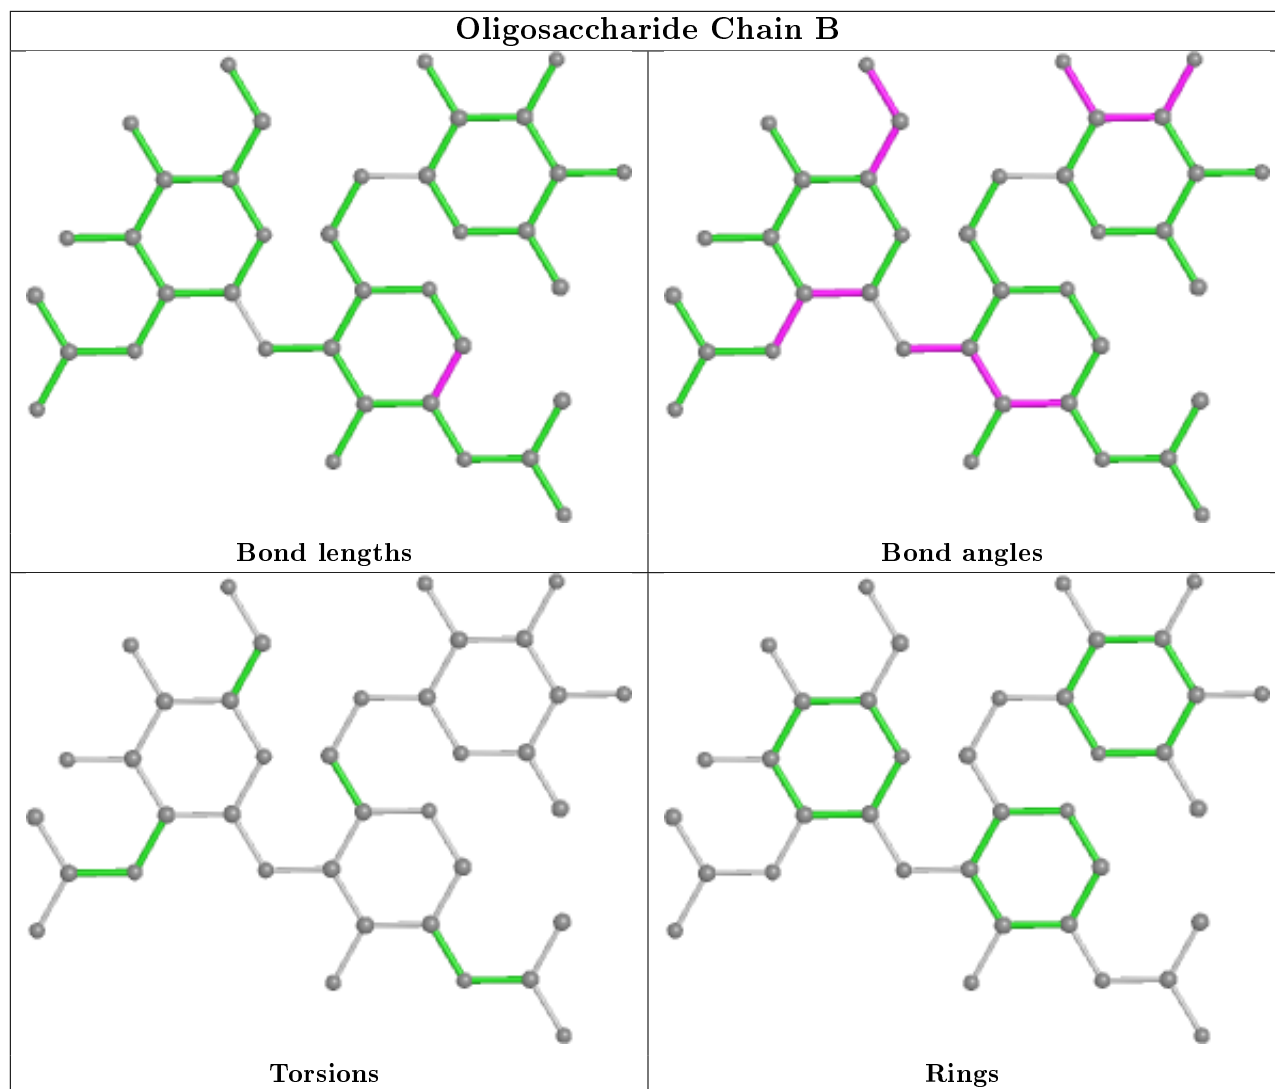 Oligosaccharide Chain B
Bond lengths
Bond angles
Torsions
Rings